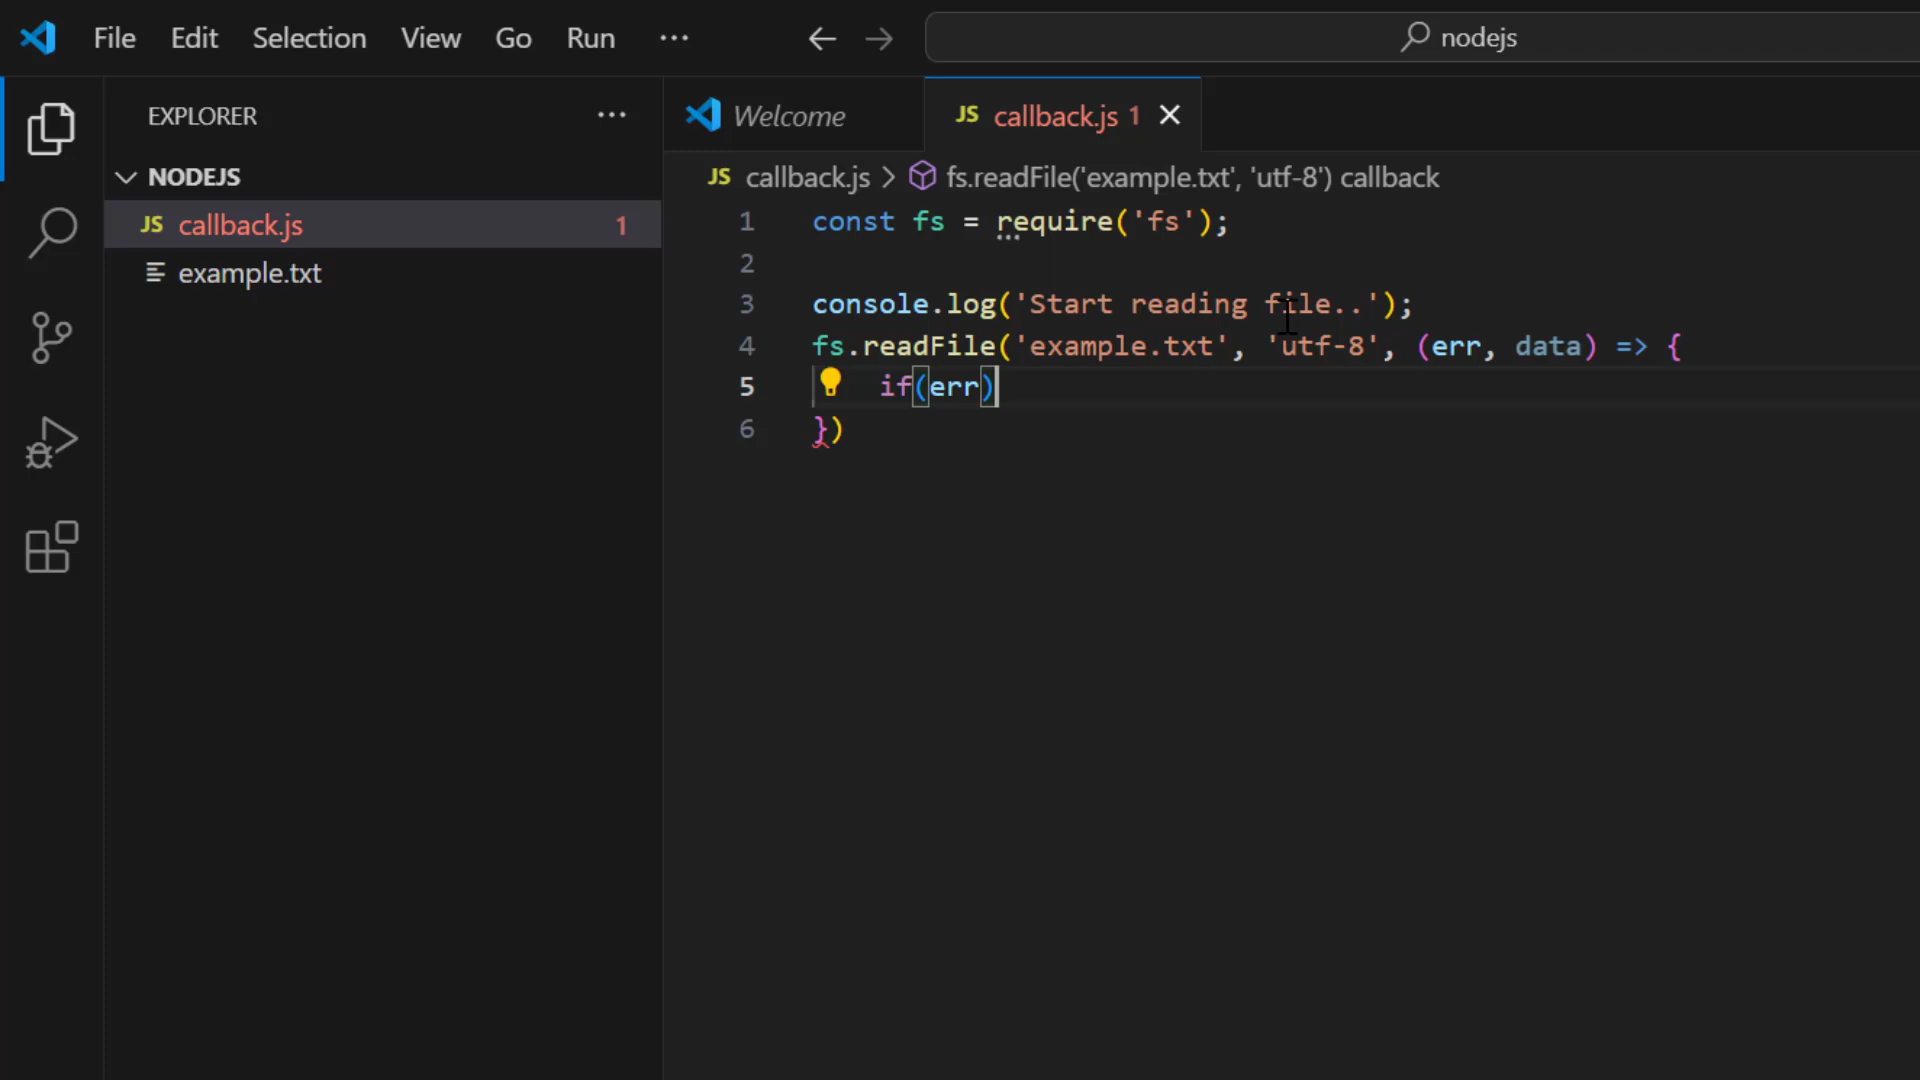 File Edit Selection View Go Run ...
nodejs
EXPLORER ...
Welcome
JS callback.js 1
NODEJS
JS callback.js 1
example.txt
JS callback.js > fs.readFile('example.txt', 'utf-8') callback
1 const fs = require('fs');
2
3 console.log('Start reading file..');
4 fs.readFile('example.txt', 'utf-8', (err, data) => {
5 if(err)
6 })